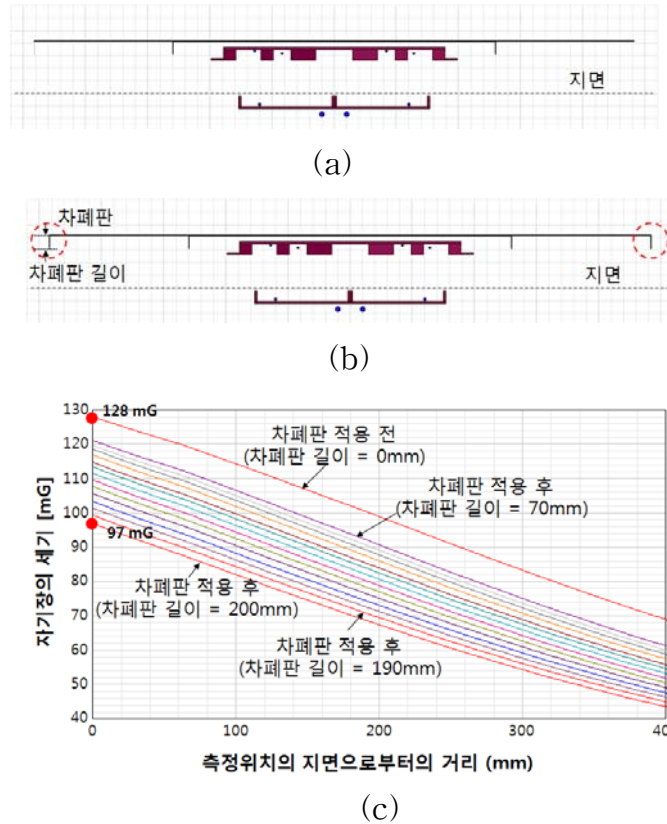 지면
(a)
차폐판
차폐판 길이
지면
(b)
130
120
110
100
90
80
70
60
50
40
자기장의 세기 [mG]
128 mG
차폐판 적용 전
(차폐판 길이 = 0mm)
차폐판 적용 후
(차폐판 길이 = 70mm)
97 mG
차폐판 적용 후
(차폐판 길이 = 200mm)
차폐판 적용 후
(차폐판 길이 = 190mm)
0
100
200
300
40
측정위치의 지면으로부터의 거리 (mm)
(c)